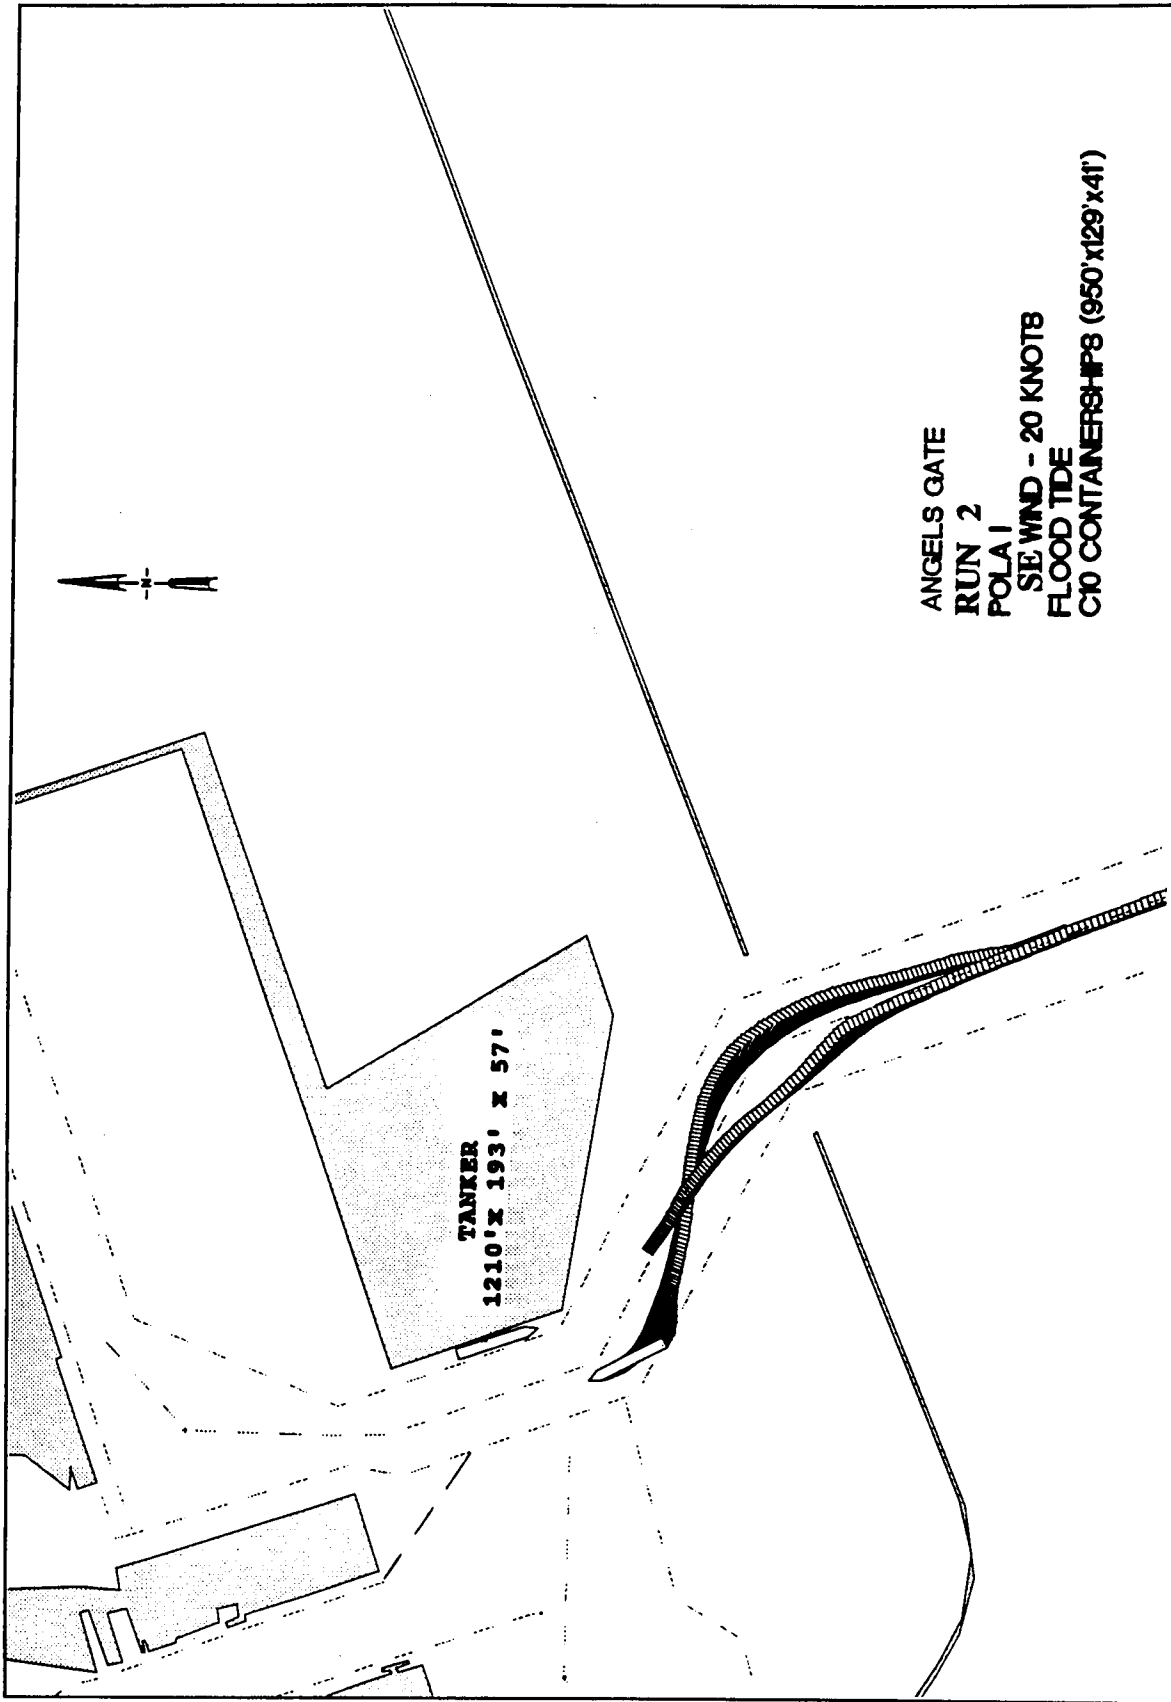 -N-
TANKER
1210'x 193' x 57'
ANGELS GATE
RUN 2
POLA I
SE WIND - 20 KNOTS
FLOOD TIDE
C10 CONTAINERSHIPS (950'x129'x41')